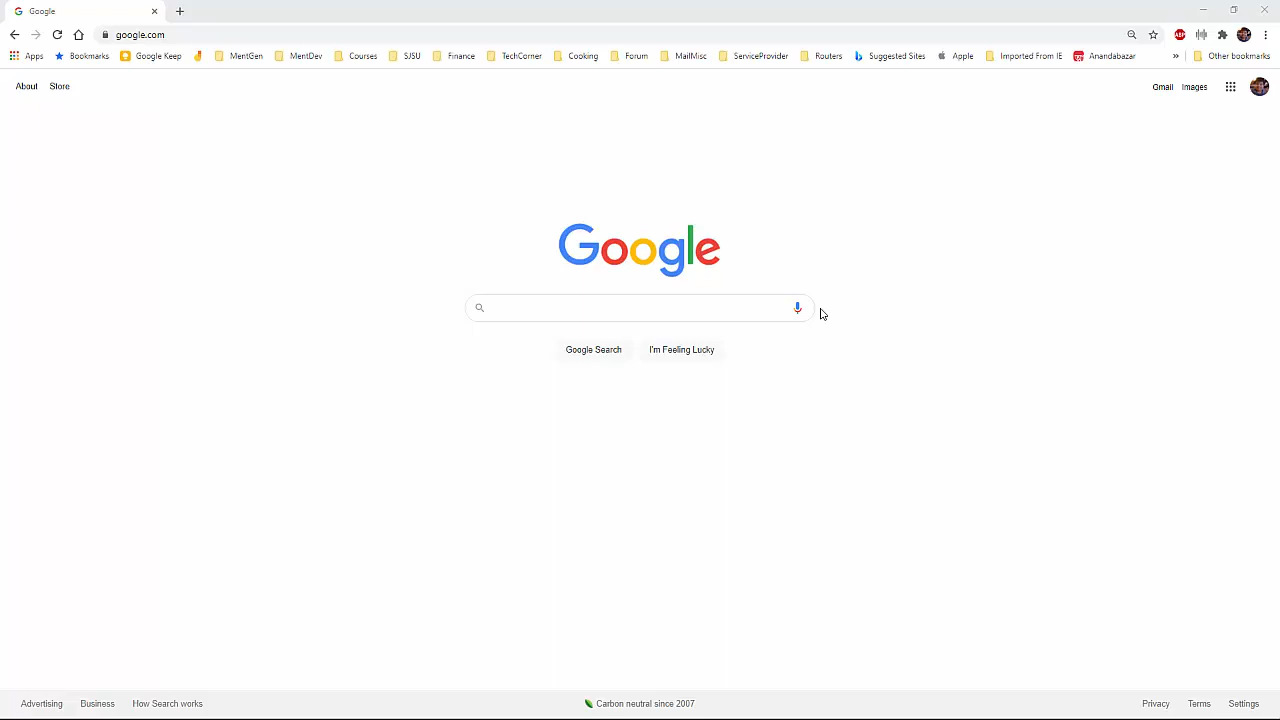 Google
google.com
Apps Bookmarks Google Keep MentGen MentDev Courses SJSU Finance TechCorner Cooking Forum MailMisc ServiceProvider Routers Suggested Sites Apple Imported From IE Anandabazar » Other bookmarks
About Store Gmail Images
Google
Google Search I'm Feeling Lucky
Advertising Business How Search works Carbon neutral since 2007 Privacy Terms Settings